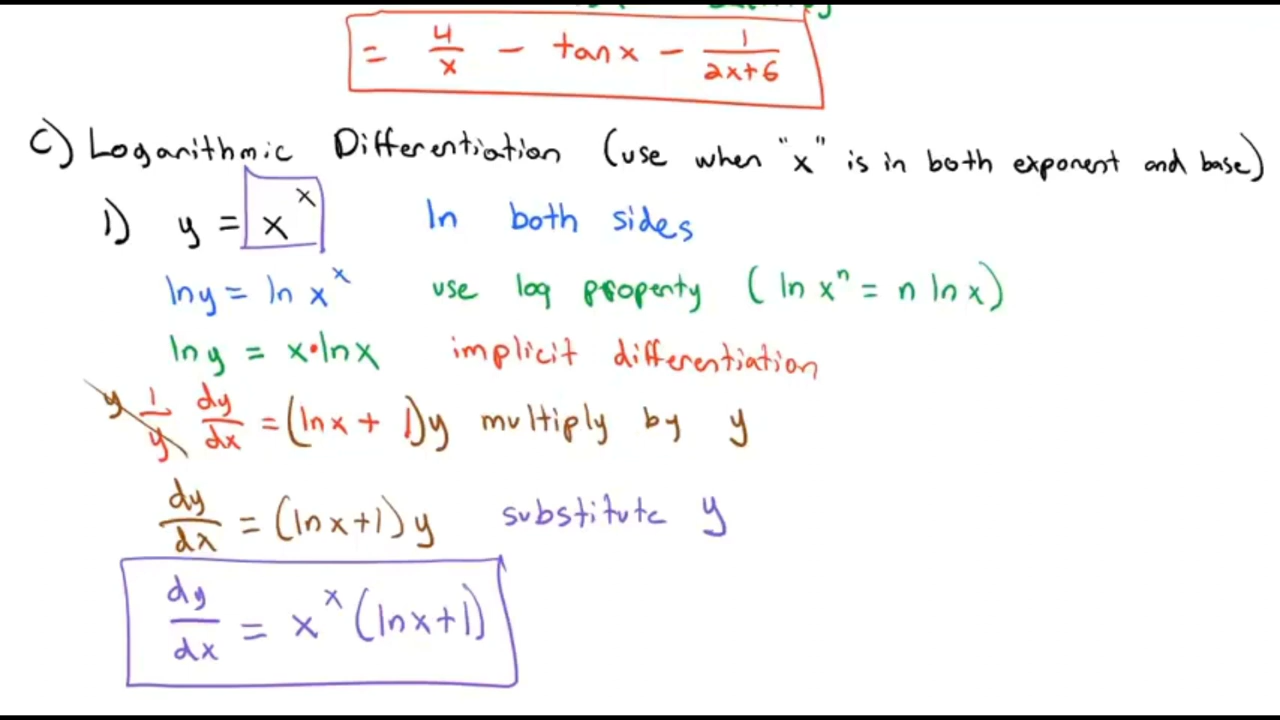 = 4/x - tan x - 1/(2x+6)
C) Logarithmic Differentiation (use when "x" is in both exponent and base)
1) y = x^x ln both sides
ln y = ln x^x use log property (ln x^n = n ln x)
ln y = x•ln x implicit differentiation
y 1/y dy/dx = (ln x + 1)y multiply by y
dy/dx = (ln x + 1) y substitute y
dy/dx = x^x (ln x + 1)